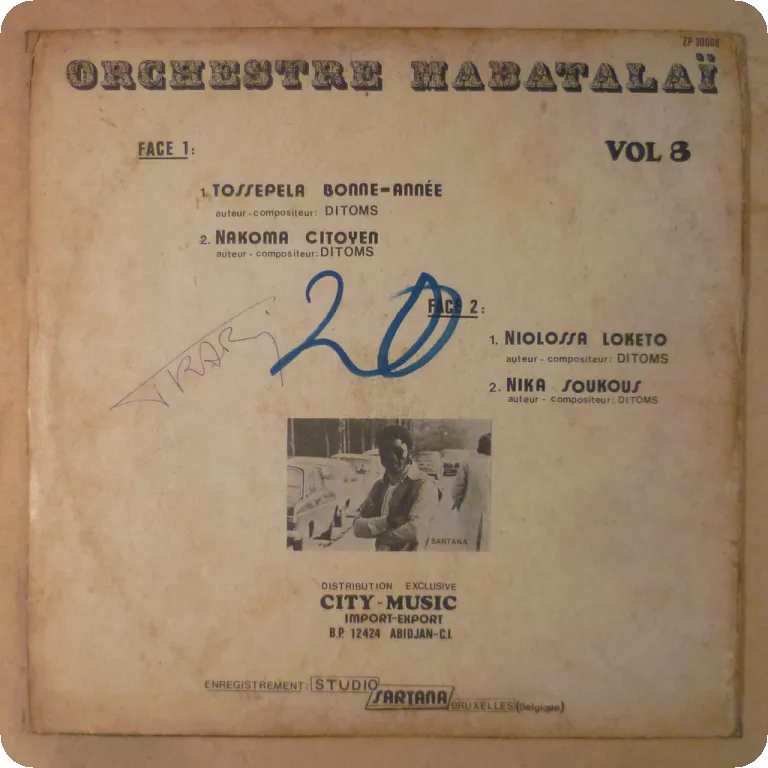 ZP 30008
ORCHESTRE MABATALAÏ
VOL 8
FACE 1:
1. TOSSEPELA BONNE-ANNÉE
auteur-compositeur: DITOMS
2. NAKOMA CITOYEN
auteur - compositeur: DITOMS
20
FACE 2:
1. NIOLOSSA LOKETO
auteur - compositeur: DITOMS
2. NIKA SOUKOUS
auteur - compositeur: DITOMS
SARTANA
DISTRIBUTION EXCLUSIVE
CITY-MUSIC
IMPORT-EXPORT
B.P. 12424 ABIDJAN-C.I.
ENREGISTREMENT: STUDIO SARTANA BRUXELLES (Belgique)